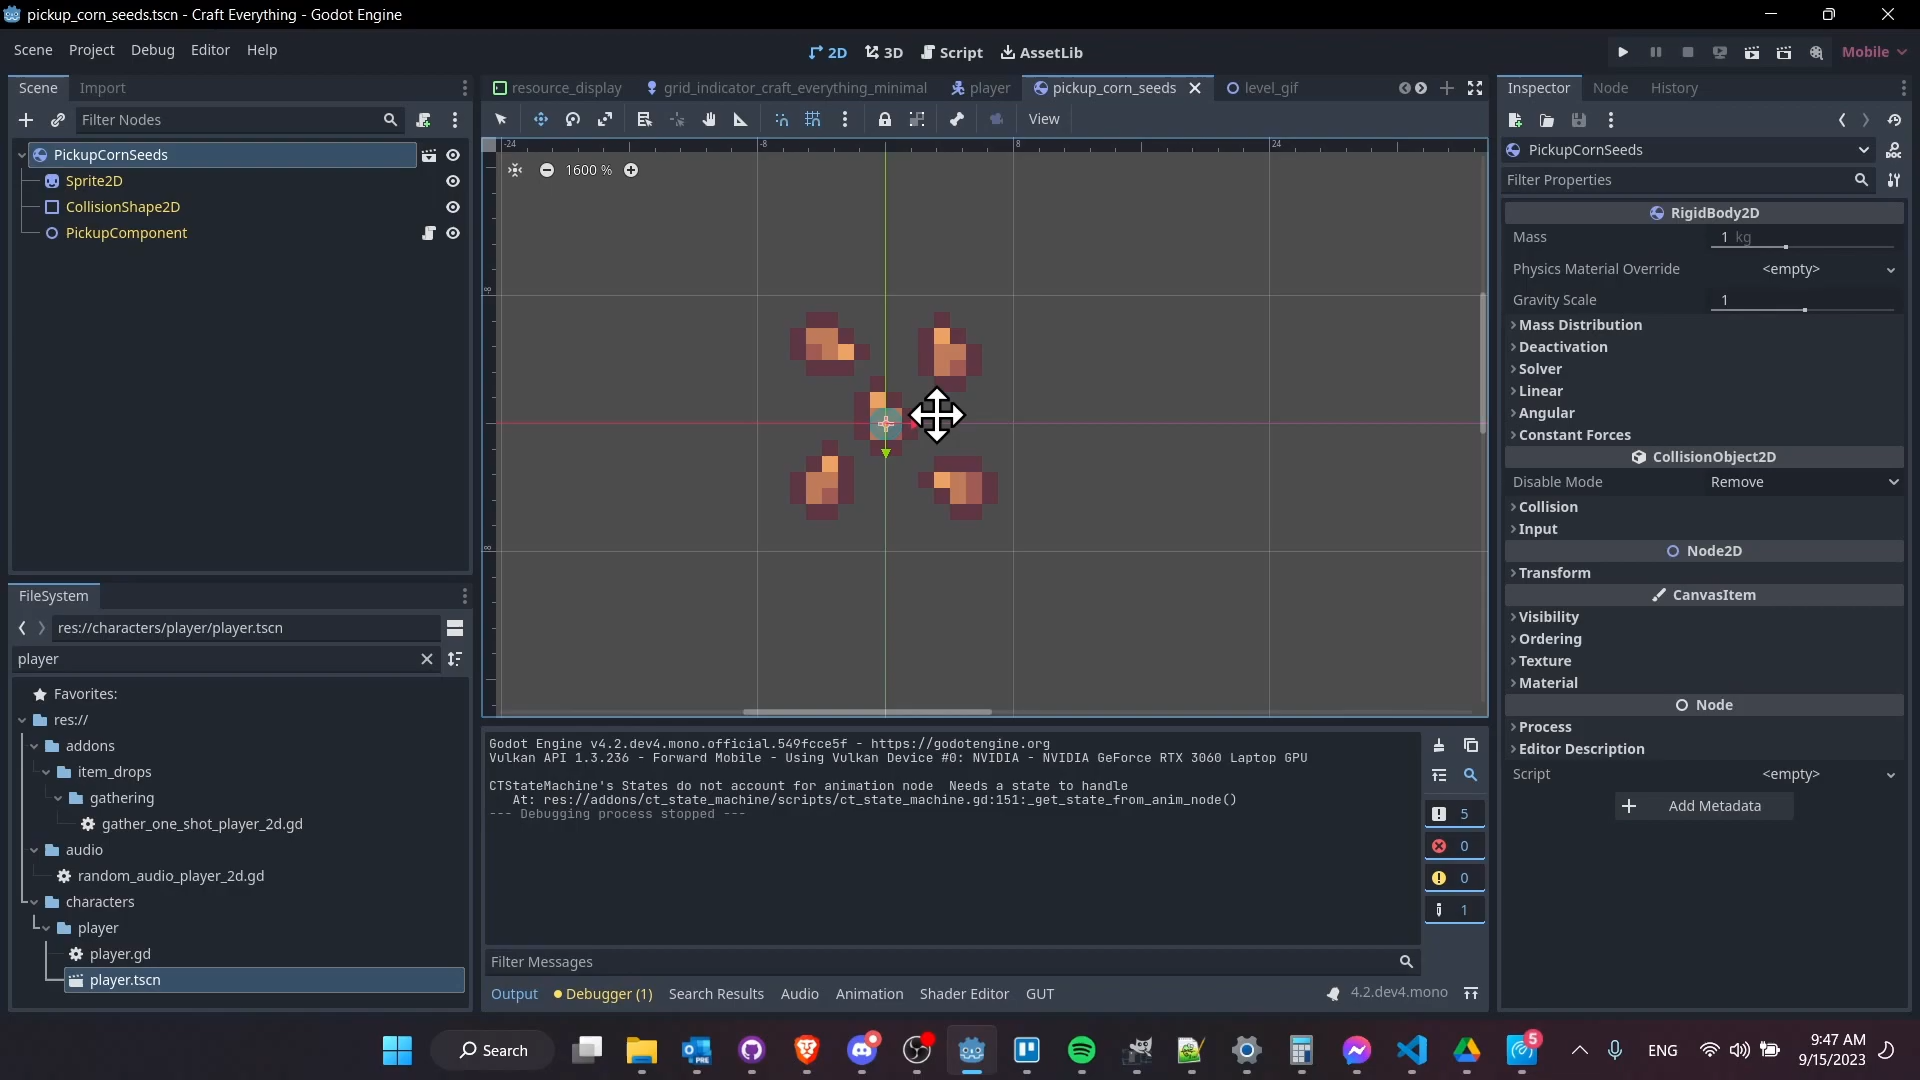 pickup_corn_seeds.tscn - Craft Everything - Godot Engine
Scene Project Debug Editor Help
2D 3D Script AssetLib
Mobile
Scene Import
resource_display grid_indicator_craft_everything_minimal player pickup_corn_seeds level_gif
Inspector Node History
Filter Nodes
View
PickupCornSeeds
Sprite2D
CollisionShape2D
PickupComponent
-24 -8 8 24
1600 %
-8
8
PickupCornSeeds
Filter Properties
RigidBody2D
Mass 1 kg
Physics Material Override <empty>
Gravity Scale 1
Mass Distribution
Deactivation
Solver
Linear
Angular
Constant Forces
CollisionObject2D
Disable Mode Remove
Collision
Input
Node2D
Transform
CanvasItem
Visibility
Ordering
Texture
Material
Node
Process
Editor Description
Script <empty>
Add Metadata
FileSystem
res://characters/player/player.tscn
player
Favorites:
res://
addons
item_drops
gathering
gather_one_shot_player_2d.gd
audio
random_audio_player_2d.gd
characters
player
player.gd
player.tscn
Godot Engine v4.2.dev4.mono.official.549fcce5f - https://godotengine.org
Vulkan API 1.3.236 - Forward Mobile - Using Vulkan Device #0: NVIDIA - NVIDIA GeForce RTX 3060 Laptop GPU
CTStateMachine's States do not account for animation node  Needs a state to handle
At: res://addons/ct_state_machine/scripts/ct_state_machine.gd:151:_get_state_from_anim_node()
--- Debugging process stopped ---
5
0
0
1
Filter Messages
Output Debugger (1) Search Results Audio Animation Shader Editor GUT
4.2.dev4.mono
Search
PRE
5
ENG
9:47 AM
9/15/2023